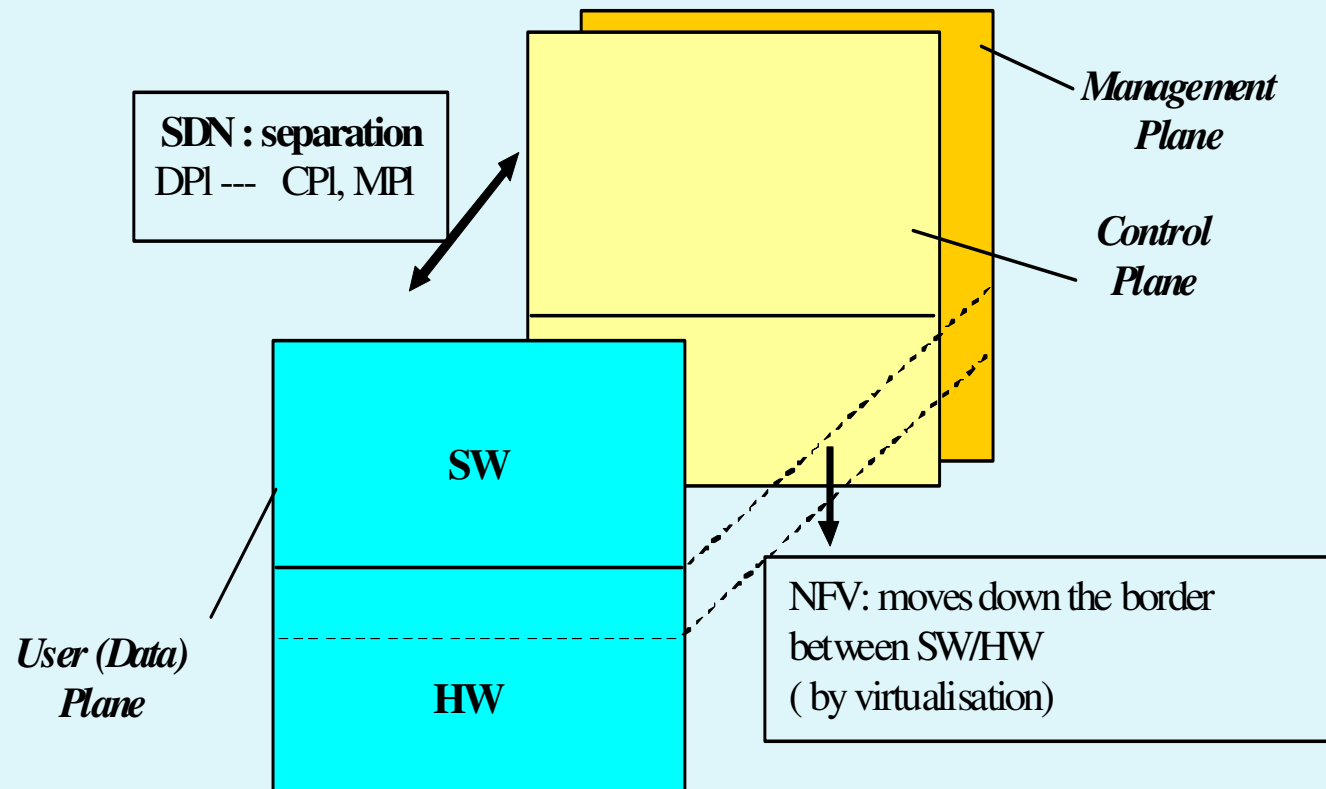 SDN : separation
DPl --- CPl, MPl
Management
Plane
Control
Plane
SW
HW
User (Data)
Plane
NFV: moves down the border
between SW/HW
( by virtualisation)